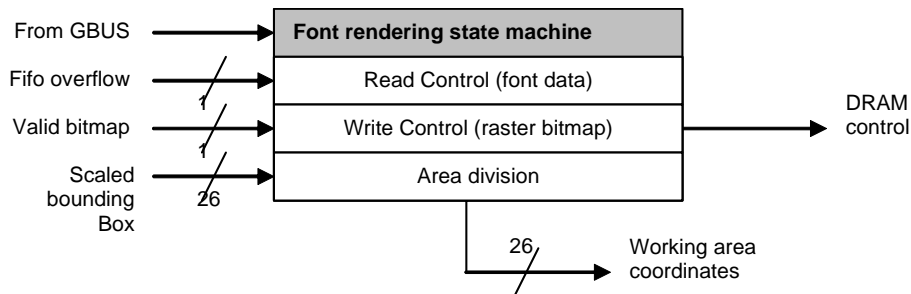 From GBUS
Font rendering state machine
Fifo overflow
1
Read Control (font data)
Valid bitmap
1
Write Control (raster bitmap)
DRAM
control
Scaled
bounding
Box
26
Area division
26
Working area
coordinates